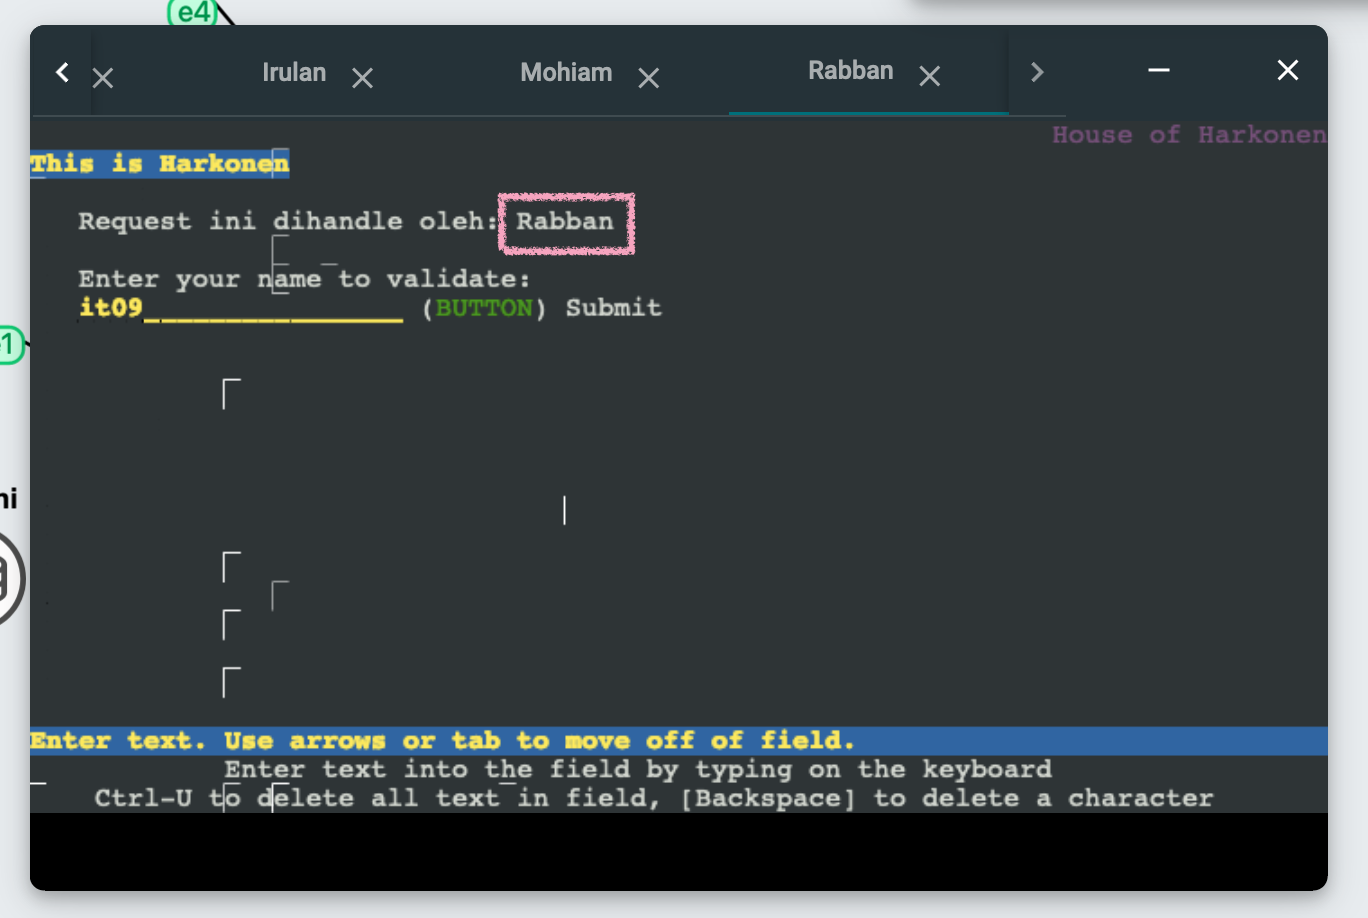 e4
Irulan Mohiam Rabban
House of Harkonen
This is Harkonen
Request ini dihandle oleh: Rabban
Enter your name to validate:
it09________________ (BUTTON) Submit
Enter text. Use arrows or tab to move off of field.
Enter text into the field by typing on the keyboard
Ctrl-U to delete all text in field, [Backspace] to delete a character